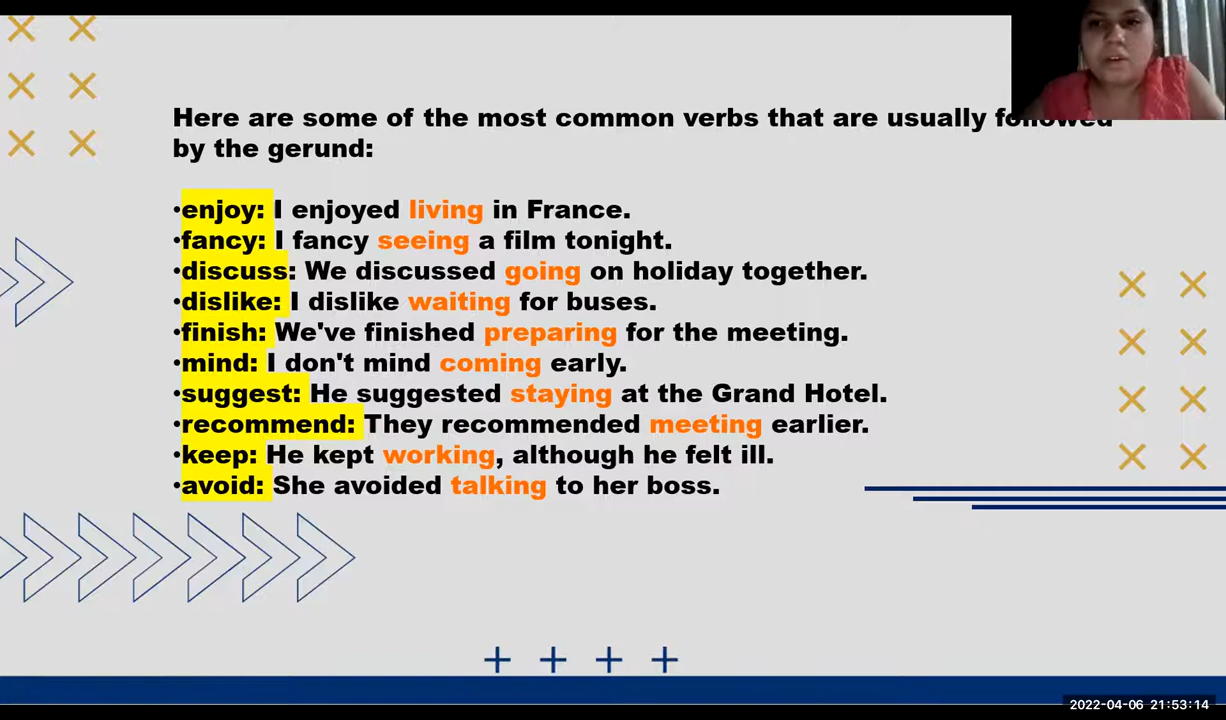 Here are some of the most common verbs that are usually followed
by the gerund:
•enjoy: I enjoyed living in France.
•fancy: I fancy seeing a film tonight.
•discuss: We discussed going on holiday together.
•dislike: I dislike waiting for buses.
•finish: We've finished preparing for the meeting.
•mind: I don't mind coming early.
•suggest: He suggested staying at the Grand Hotel.
•recommend: They recommended meeting earlier.
•keep: He kept working, although he felt ill.
•avoid: She avoided talking to her boss.
2022-04-06 21:53:14